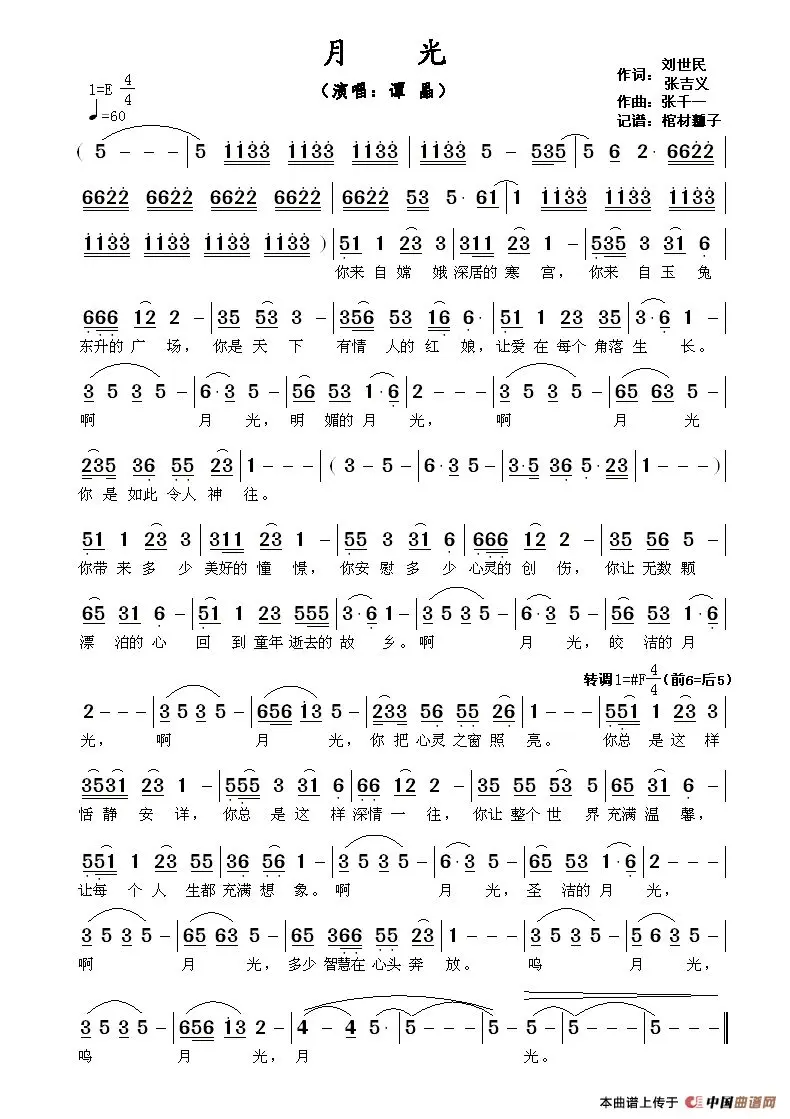 月 光
（演唱：谭 晶）
作词：刘世民
张吉义
作曲：张千一
1=E 4/4
♩=60
( 5 - - - | 5 1133 1133 1133 | 1133 1133 5 - 535 | 5 6 2· 6622 |
6622 6622 6622 6622 | 6622 6622 53 5· 61 | 1 1133 1133 1133 |
1133 1133 1133 1133 ) | 51 1 23 3 | 311 23 1 - | 535 3 31 6 |
你来自嫦娥深居的寒宫，你来自玉兔
666 12 2 - | 35 53 3 - | 356 53 16 6· | 51 1 23 35 | 3·6 1 - |
东升的广场，你是天下有情人的红娘，让爱在每个角落生长。
3 5 3 5 - | 6·3 5 - | 56 53 1·6 | 2 - - - | 3 5 3 5 - | 65 63 5 - |
啊 月光，明媚的月光，啊 月光
235 36 55 23 | 1 - - - | ( 3 - 5 - | 6·3 5 - | 3·5 36 5·23 | 1 - - - ) |
你是如此令人神往。
51 1 23 3 | 311 23 1 - | 55 3 31 6 | 666 12 2 - | 35 56 5 - |
你带来多少美好的憧憬，你安慰多少心灵的创伤，你让无数颗
65 31 6 - | 51 1 23 555 | 3·6 1 - | 3 5 3 5 - | 6·3 5 - | 56 53 1·6 |
漂泊的心回到童年逝去的故乡。啊 月光，皎洁的月
转调1=#F 4/4（前6=后5）
2 - - - | 3 5 3 5 - | 656 13 5 - | 233 56 55 26 | 1 - - - | 551 1 23 3 |
光，啊 月光，你把心灵之窗照亮。你总是这样
3531 23 1 - | 555 3 31 6 | 66 12 2 - | 35 55 53 5 | 65 31 6 - |
恬静安详，你总是这样深情一往，你让整个世界充满温馨，
551 1 23 55 | 36 56 1 - | 3 5 3 5 - | 6·3 5 - | 65 53 1·6 | 2 - - - |
让每个人生都充满想象。啊 月光，圣洁的月光，
3 5 3 5 - | 65 63 5 - | 65 366 55 23 | 1 - - - | 3 5 3 5 - | 5 6 3 5 - |
啊 月光，多少智慧在心头奔放。呜 月光，
3 5 3 5 - | 656 13 2 - | 4 - 4 5· | 5 - - - | 5 - - - | 5 - - - ‖
呜 月光，月 光。
本曲谱上传于 中国曲谱网